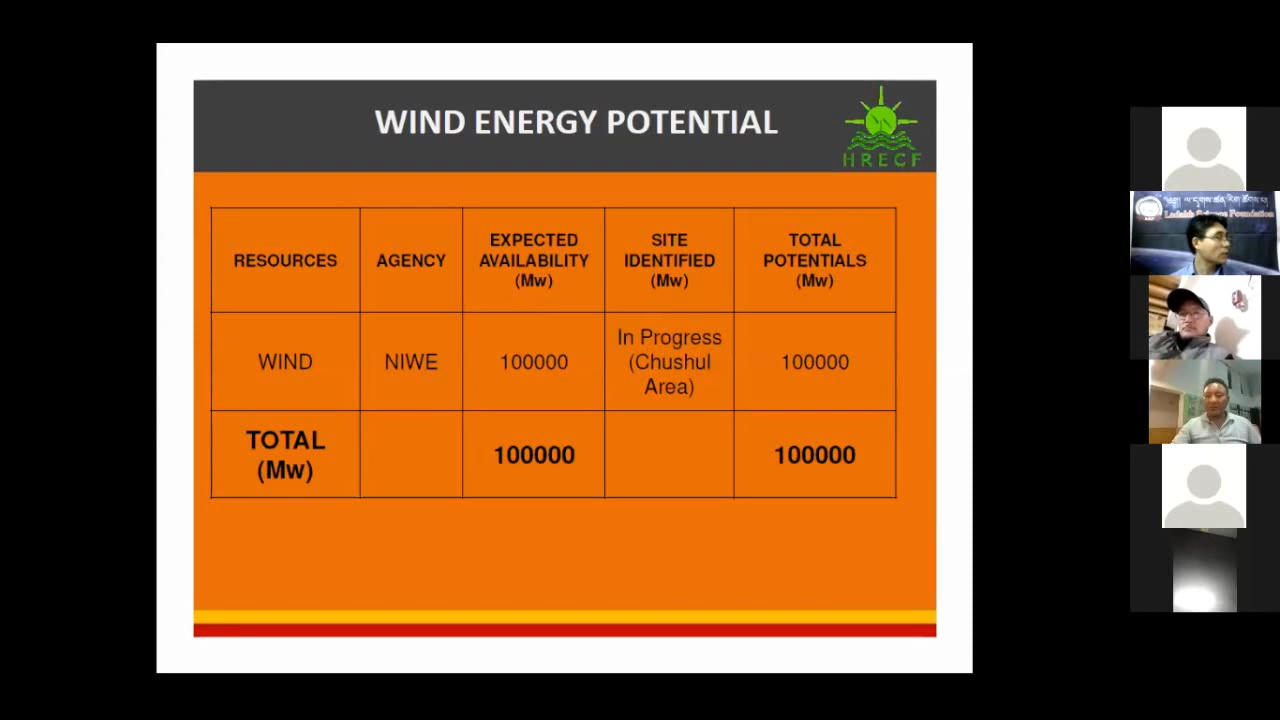 WIND ENERGY POTENTIAL
HRECF
RESOURCES
AGENCY
EXPECTED
AVAILABILITY
(Mw)
SITE
IDENTIFIED
(Mw)
TOTAL
POTENTIALS
(Mw)
WIND
NIWE
100000
In Progress
(Chushul
Area)
100000
TOTAL
(Mw)
100000
100000
Ladakh Science Foundation